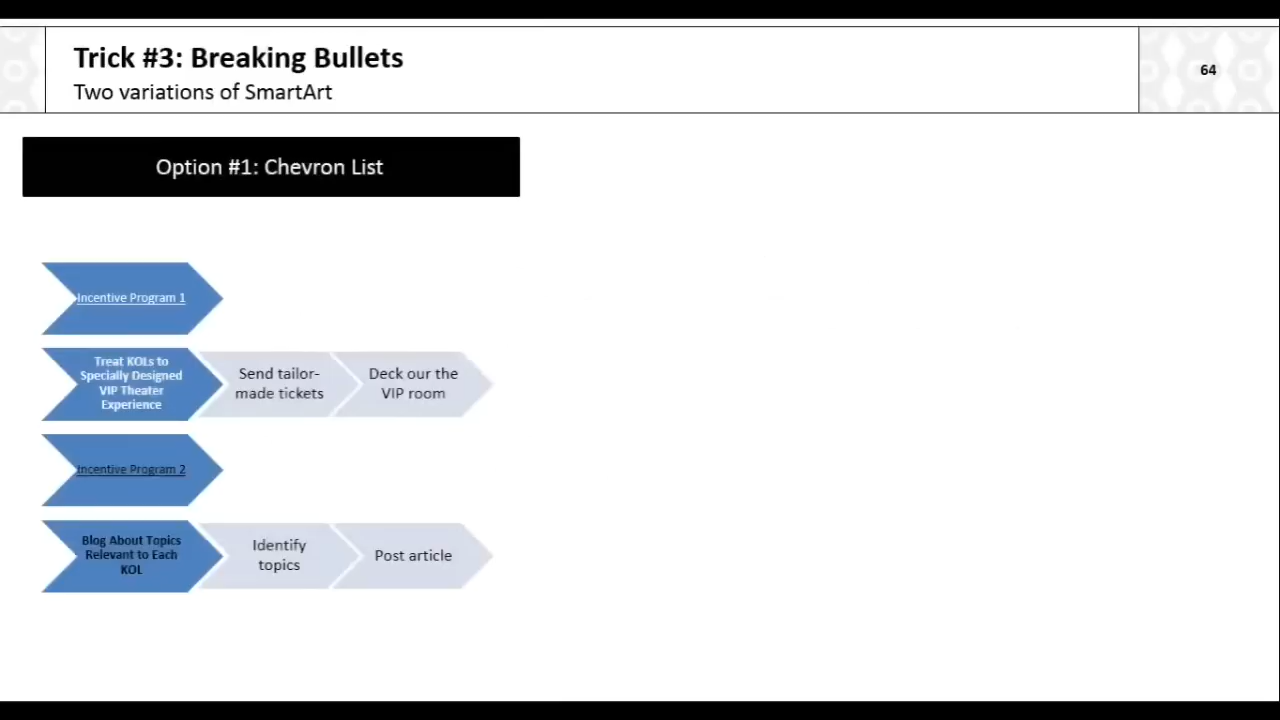 Trick #3: Breaking Bullets
Two variations of SmartArt
64
Option #1: Chevron List
Incentive Program 1
Treat KOLs to
Specially Designed
VIP Theater
Experience
Send tailor-
made tickets
Deck our the
VIP room
Incentive Program 2
Blog About Topics
Relevant to Each
KOL
Identify
topics
Post article